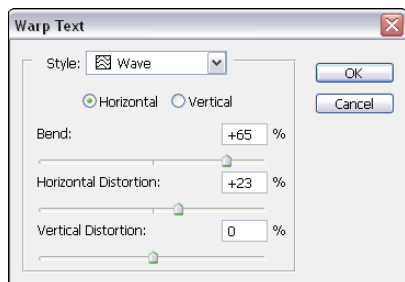 Warp Text
Style: Wave
OK
Horizontal Vertical
Cancel
Bend: +65 %
Horizontal Distortion: +23 %
Vertical Distortion: 0 %